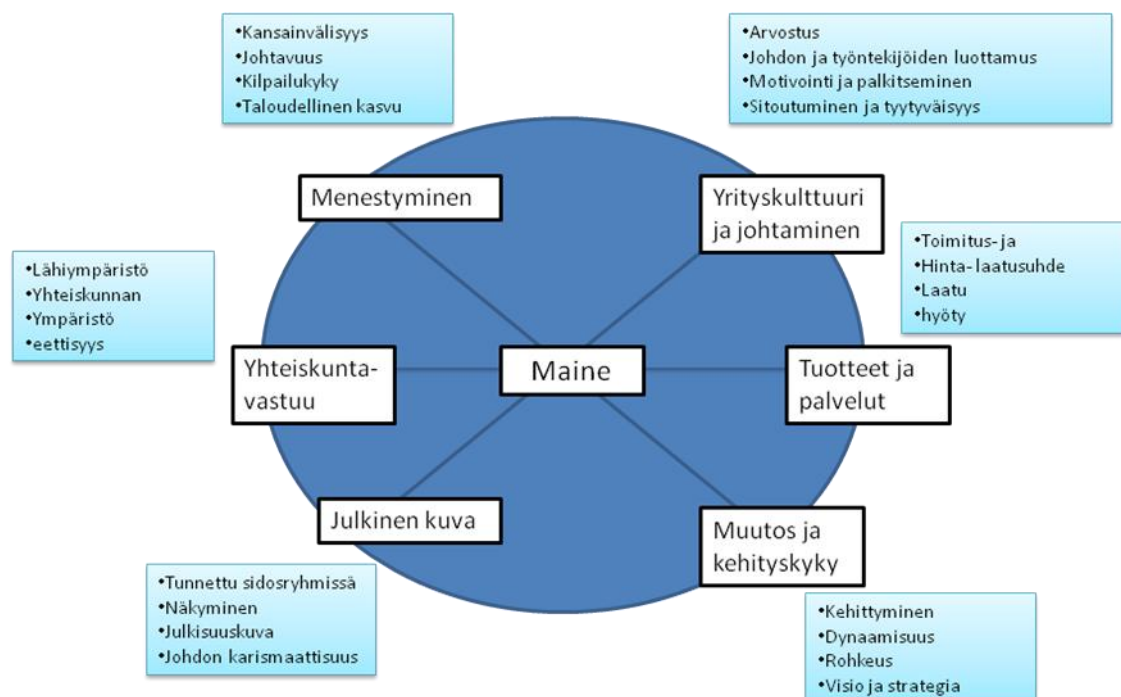 •Kansainvälisyys
•Johtavuus
•Kilpailukyky
•Taloudellinen kasvu
•Arvostus
•Johdon ja työntekijöiden luottamus
•Motivointi ja palkitseminen
•Sitoutuminen ja tyytyväisyys
Menestyminen
Yrityskulttuuri
ja johtaminen
•Lähiympäristö
•Yhteiskunnan
•Ympäristö
•eettisyys
•Toimitus- ja
•Hinta-laatusuhde
•Laatu
•hyöty
Yhteiskunta-
vastuu
Maine
Tuotteet ja
palvelut
Julkinen kuva
Muutos ja
kehityskyky
•Tunnettu sidosryhmissä
•Näkyminen
•Julkisuuskuva
•Johdon karismaattisuus
•Kehittyminen
•Dynaamisuus
•Rohkeus
•Visio ja strategia